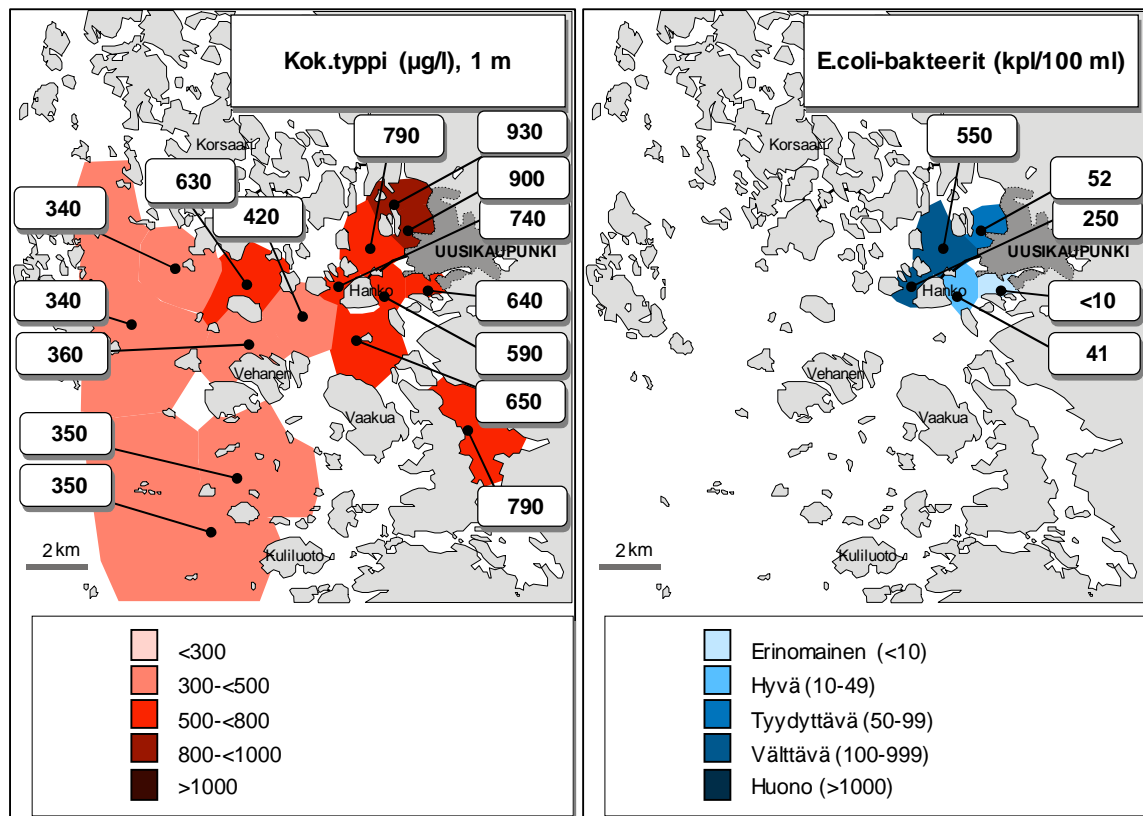 Kok.typpi (µg/l), 1 m
Korsaari
790
930
630
900
340
420
740
UUSIKAUPUNKI
Hanko
640
340
360
590
Vehanen
650
Vaakua
350
350
790
2 km
Kuliluoto
<300
300-<500
500-<800
800-<1000
>1000
E.coli-bakteerit (kpl/100 ml)
Korsaari
550
52
250
UUSIKAUPUNKI
Hanko
<10
41
Vehanen
Vaakua
2 km
Kuliluoto
Erinomainen (<10)
Hyvä (10-49)
Tyydyttävä (50-99)
Välttävä (100-999)
Huono (>1000)